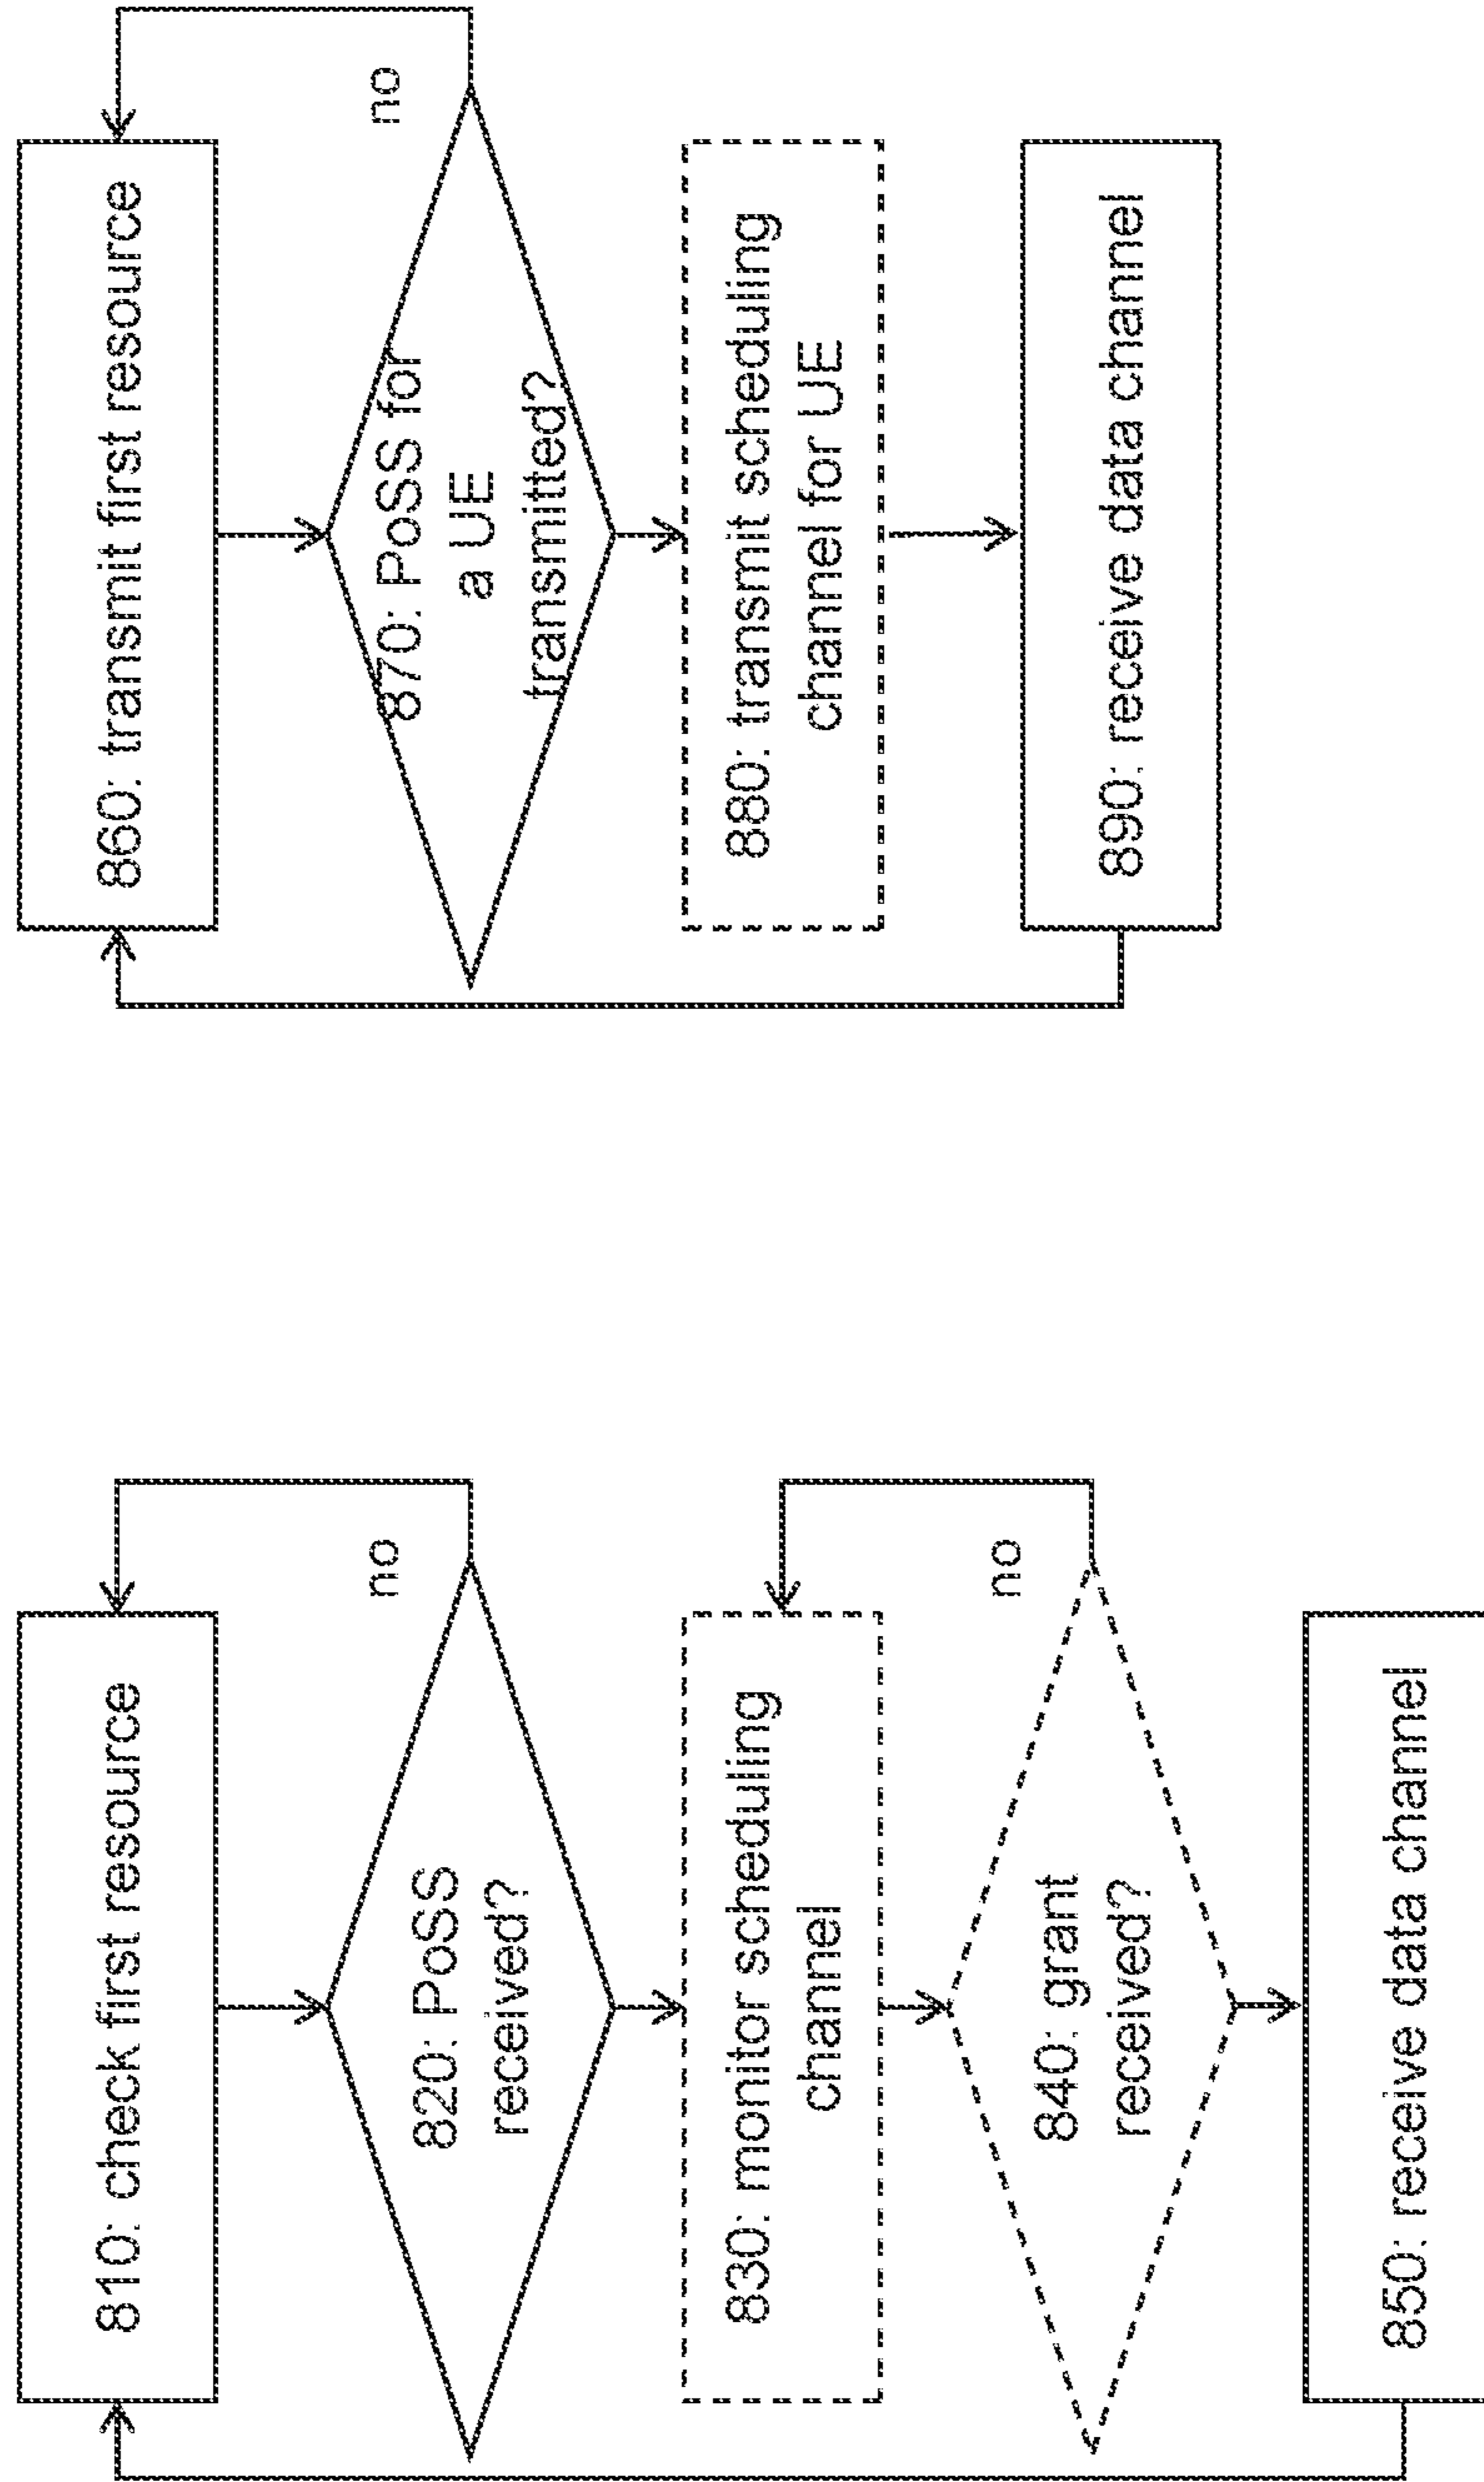 810: check first resource
no
820: PoSS
received?
830: monitor scheduling
channel
no
840: grant
received?
850: receive data channel
860: transmit first resource
no
870: PoSS for
a UE
transmitted?
880: transmit scheduling
channel for UE
890: receive data channel